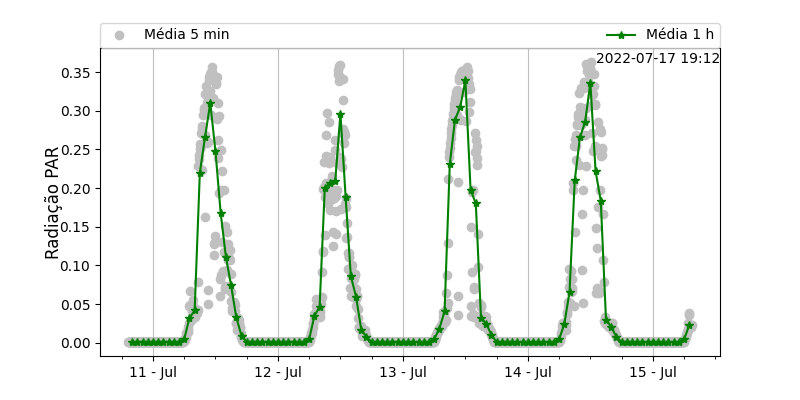 Média 5 min
Média 1 h
2022-07-17 19:12
Radiação PAR
0.35
0.30
0.25
0.20
0.15
0.10
0.05
0.00
11 - Jul
12 - Jul
13 - Jul
14 - Jul
15 - Jul